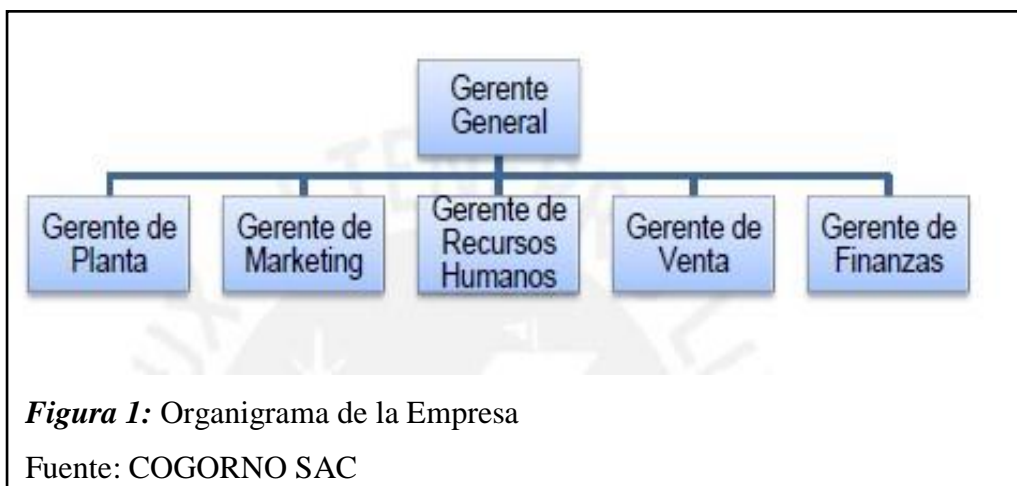 Gerente
General
Gerente de
Planta
Gerente de
Marketing
Gerente de
Recursos
Humanos
Gerente de
Venta
Gerente de
Finanzas
Figura 1: Organigrama de la Empresa
Fuente: COGORNO SAC